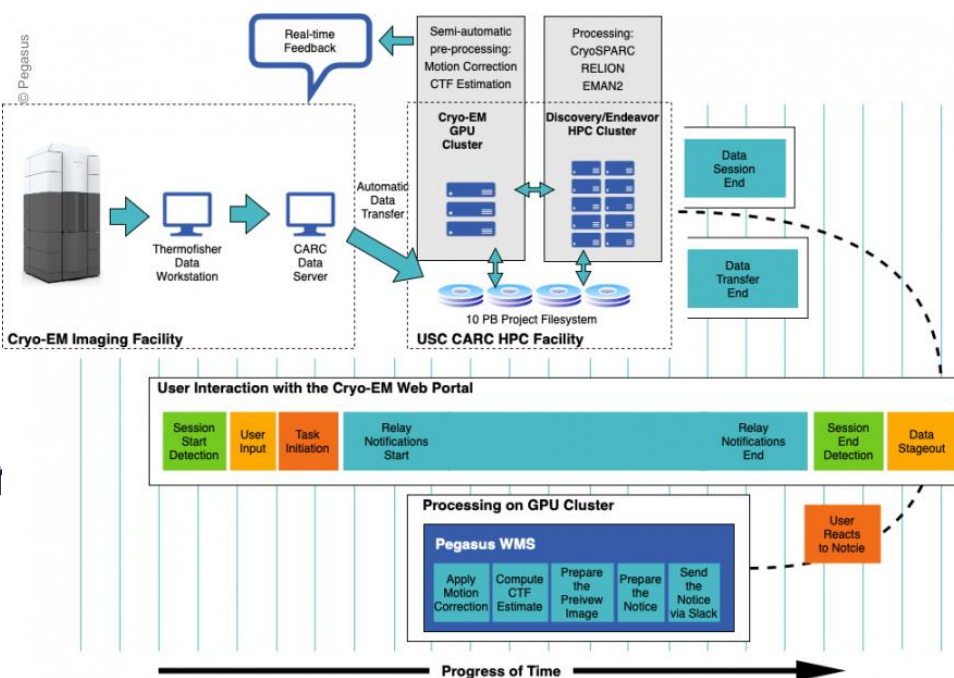 © Pegasus
Real-time
Feedback
Semi-automatic
pre-processing:
Motion Correction
CTF Estimation
Processing:
CryoSPARC
RELION
EMAN2
Cryo-EM
GPU
Cluster
Discovery/Endeavor
HPC Cluster
Automatic
Data
Transfer
Thermofisher
Data
Workstation
CARC
Data
Server
10 PB Project Filesystem
Cryo-EM Imaging Facility
USC CARC HPC Facility
Data
Session
End
Data
Transfer
End
User Interaction with the Cryo-EM Web Portal
Session
Start
Detection
User
Input
Task
Initiation
Relay
Notifications
Start
Relay
Notifications
End
Session
End
Detection
Data
Stageout
Processing on GPU Cluster
Pegasus WMS
Apply
Motion
Correction
Compute
CTF
Estimate
Prepare
the
Preivew
Image
Prepare
the
Notice
Send
the
Notice
via Slack
User
Reacts
to Notcie
Progress of Time